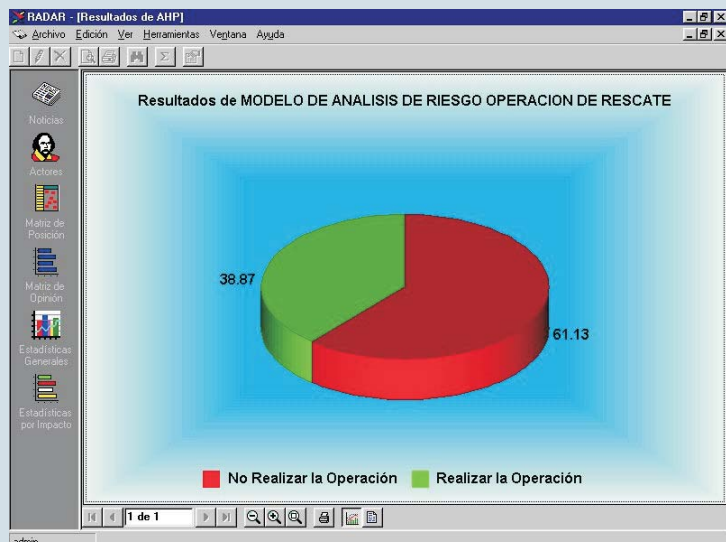 RADAR - [Resultados de AHP]
Archivo Edición Ver Herramientas Ventana Ayuda
Noticias
Actores
Matriz de
Posición
Matriz de
Opinión
Estadísticas
Generales
Estadísticas
por Impacto
Resultados de MODELO DE ANALISIS DE RIESGO OPERACION DE RESCATE
38.87
61.13
No Realizar la Operación
Realizar la Operación
1 de 1
admin